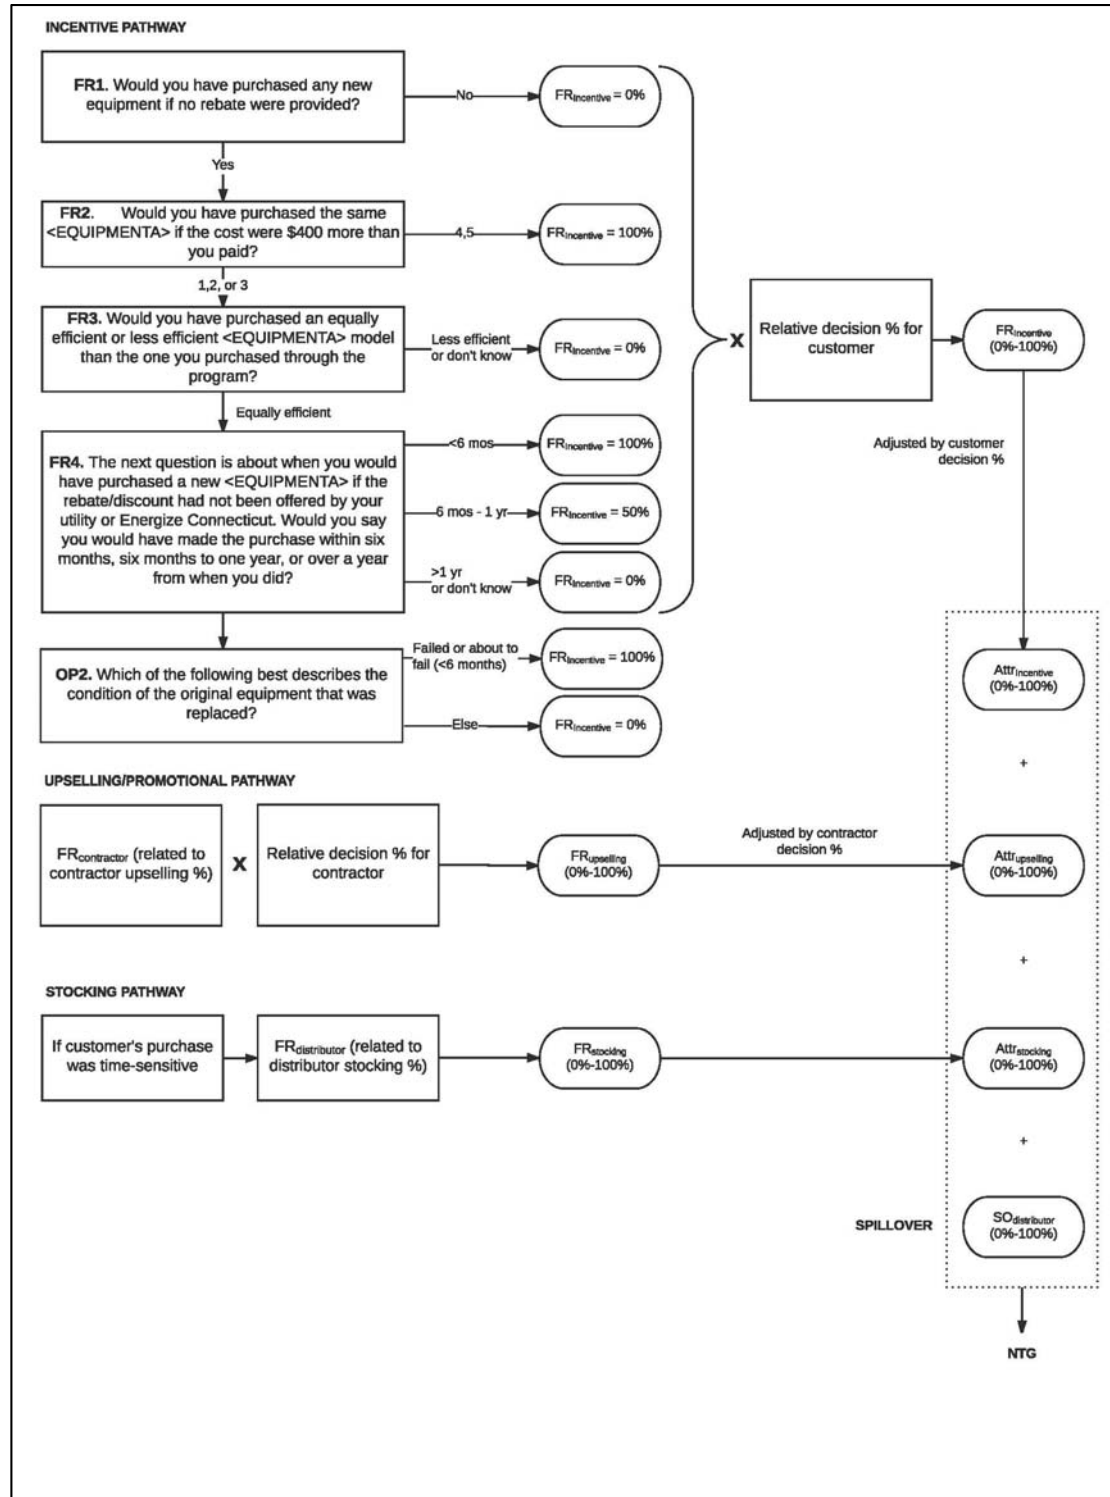 INCENTIVE PATHWAY
FR1. Would you have purchased any new
equipment if no rebate were provided?
No
FRIncentive = 0%
Yes
FR2. Would you have purchased the same
<EQUIPMENTA> if the cost were $400 more than
you paid?
4,5
FRIncentive = 100%
1,2, or 3
FR3. Would you have purchased an equally
efficient or less efficient <EQUIPMENTA> model
than the one you purchased through the
program?
Less efficient
or don't know
FRIncentive = 0%
Equally efficient
FR4. The next question is about when you would
have purchased a new <EQUIPMENTA> if the
rebate/discount had not been offered by your
utility or Energize Connecticut. Would you say
you would have made the purchase within six
months, six months to one year, or over a year
from when you did?
<6 mos
FRIncentive = 100%
6 mos - 1 yr
FRIncentive = 50%
>1 yr
or don't know
FRIncentive = 0%
X
Relative decision % for
customer
FRIncentive
(0%-100%)
Adjusted by customer
decision %
OP2. Which of the following best describes the
condition of the original equipment that was
replaced?
Failed or about to
fail (<6 months)
FRIncentive = 100%
Else
FRIncentive = 0%
AttrIncentive
(0%-100%)
+
UPSELLING/PROMOTIONAL PATHWAY
FRcontractor (related to
contractor upselling %)
X
Relative decision % for
contractor
FRupselling
(0%-100%)
Adjusted by contractor
decision %
Attrupselling
(0%-100%)
+
STOCKING PATHWAY
If customer's purchase
was time-sensitive
FRdistributor (related to
distributor stocking %)
FRstocking
(0%-100%)
Attrstocking
(0%-100%)
+
SPILLOVER
SOdistributor
(0%-100%)
NTG